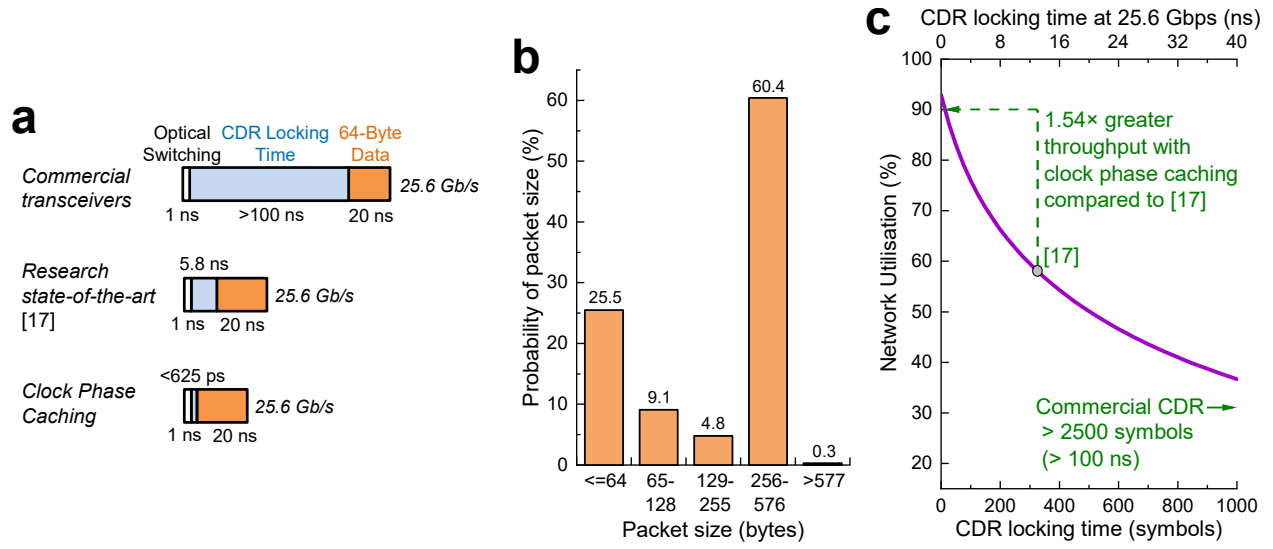 a
Optical
Switching
CDR Locking
Time
64-Byte
Data
Commercial
transceivers
25.6 Gb/s
1 ns
>100 ns
20 ns
5.8 ns
Research
state-of-the-art
[17]
25.6 Gb/s
1 ns
20 ns
<625 ps
Clock Phase
Caching
25.6 Gb/s
1 ns
20 ns
b
Probability of packet size (%)
60
50
40
30
20
10
0
25.5
9.1
4.8
60.4
0.3
<=64
65-
128
129-
255
256-
576
>577
Packet size (bytes)
c
CDR locking time at 25.6 Gbps (ns)
0 8 16 24 32 40
Network Utilisation (%)
100
90
80
70
60
50
40
30
20
1.54× greater
throughput with
clock phase caching
compared to [17]
[17]
Commercial CDR
> 2500 symbols
(> 100 ns)
0 200 400 600 800 1000
CDR locking time (symbols)